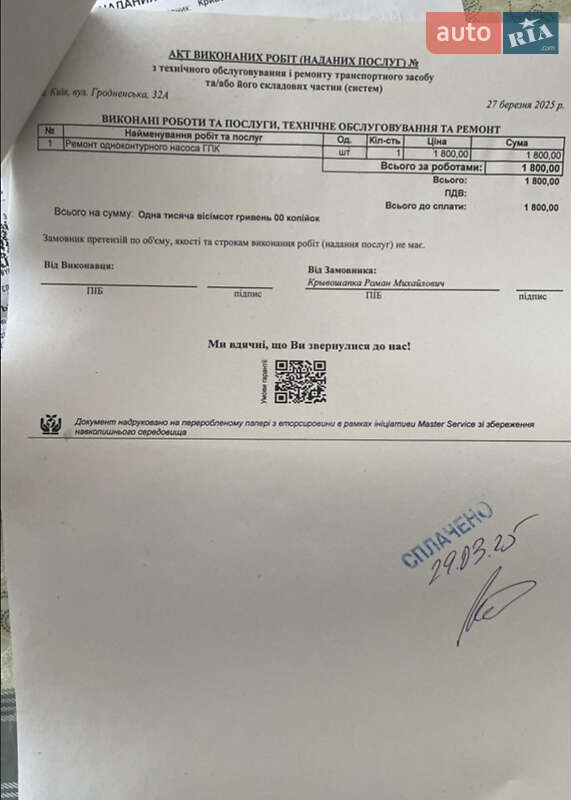 auto RIA .com
АКТ ВИКОНАНИХ РОБІТ (НАДАНИХ ПОСЛУГ) №
з технічного обслуговування і ремонту транспортного засобу
та/або його складових частин (систем)
Київ, вул. Гродненська, 32А
27 березня 2025 р.
ВИКОНАНІ РОБОТИ ТА ПОСЛУГИ, ТЕХНІЧНЕ ОБСЛУГОВУВАННЯ ТА РЕМОНТ
№ Найменування робіт та послуг Од. Кіл-сть Ціна Сума
1 Ремонт одноконтурного насоса ГПК шт 1 1 800,00 1 800,00
Всього за роботами: 1 800,00
Всього: 1 800,00
ПДВ:
Всього до сплати: 1 800,00
Всього на сумму: Одна тисяча вісімсот гривень 00 копійок
Замовник претензій по об'єму, якості та строкам виконання робіт (надання послуг) не має.
Від Виконавця: Від Замовника:
Крывошапка Роман Михайлович
ПІБ підпис ПІБ підпис
Ми вдячні, що Ви звернулися до нас!
Умови гарантії:
Документ надруковано на переробленому папері з вторсировини в рамках ініціативи Master Service зі збереження
навколишнього середовища
СПЛАЧЕНО
29.03.25